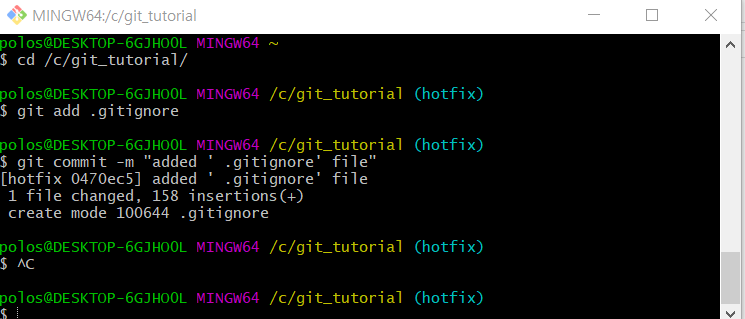 MINGW64:/c/git_tutorial
polos@DESKTOP-6GJHOOL MINGW64 ~
$ cd /c/git_tutorial/
polos@DESKTOP-6GJHOOL MINGW64 /c/git_tutorial (hotfix)
$ git add .gitignore
polos@DESKTOP-6GJHOOL MINGW64 /c/git_tutorial (hotfix)
$ git commit -m "added ' .gitignore' file"
[hotfix 0470ec5] added ' .gitignore' file
 1 file changed, 158 insertions(+)
 create mode 100644 .gitignore
polos@DESKTOP-6GJHOOL MINGW64 /c/git_tutorial (hotfix)
$ ^C
polos@DESKTOP-6GJHOOL MINGW64 /c/git_tutorial (hotfix)
$